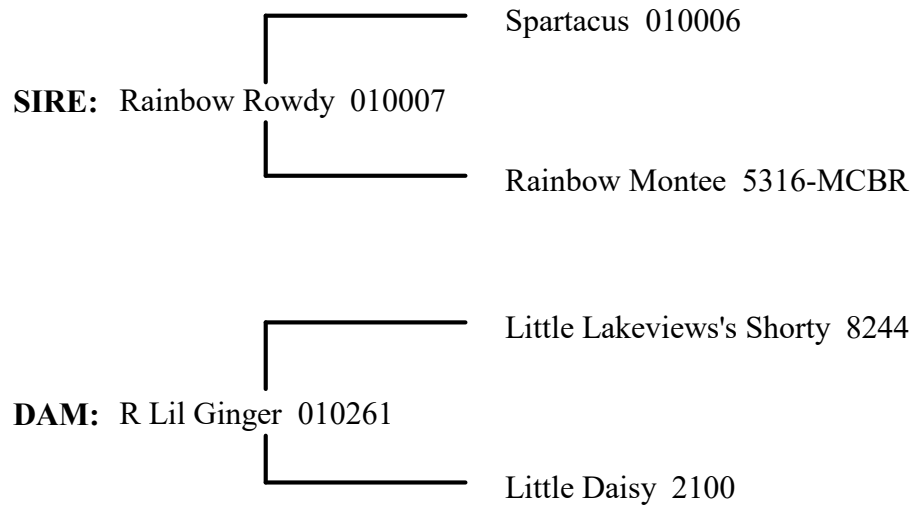 Spartacus 010006
SIRE: Rainbow Rowdy 010007
Rainbow Montee 5316-MCBR
Little Lakeviews's Shorty 8244
DAM: R Lil Ginger 010261
Little Daisy 2100